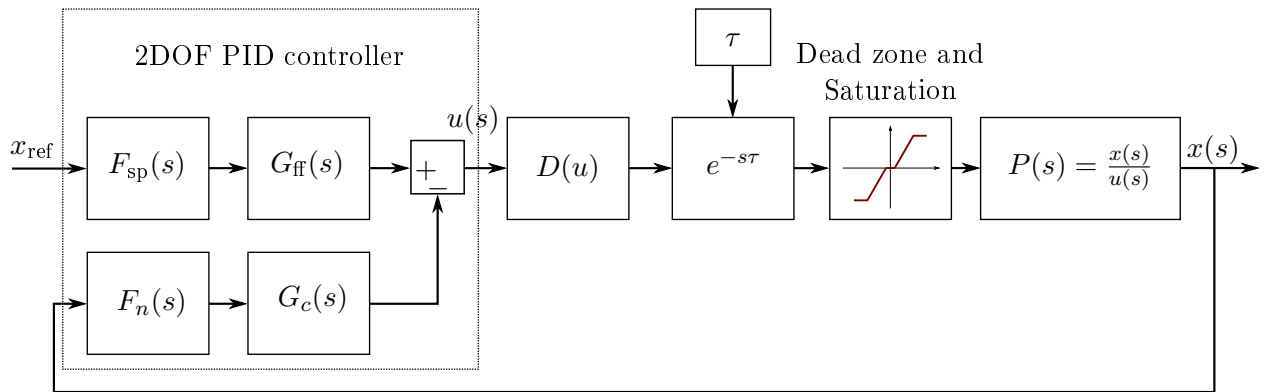 2DOF PID controller
τ
Dead zone and
Saturation
x_ref
F_sp(s)
G_ff(s)
+
−
u(s)
D(u)
e^{−sτ}
P(s) = x(s)/u(s)
x(s)
F_n(s)
G_c(s)